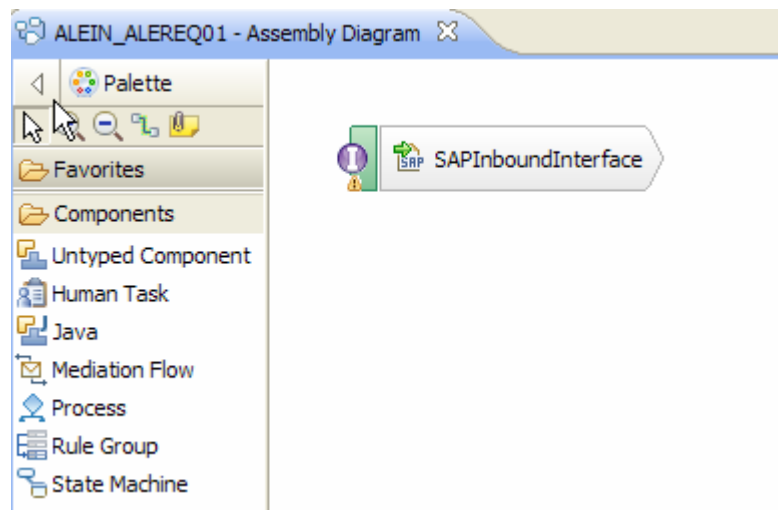 ALEIN_ALEREQ01 - Assembly Diagram
Palette
Favorites
Components
Untyped Component
Human Task
Java
Mediation Flow
Process
Rule Group
State Machine
I
SAP SAPInboundInterface